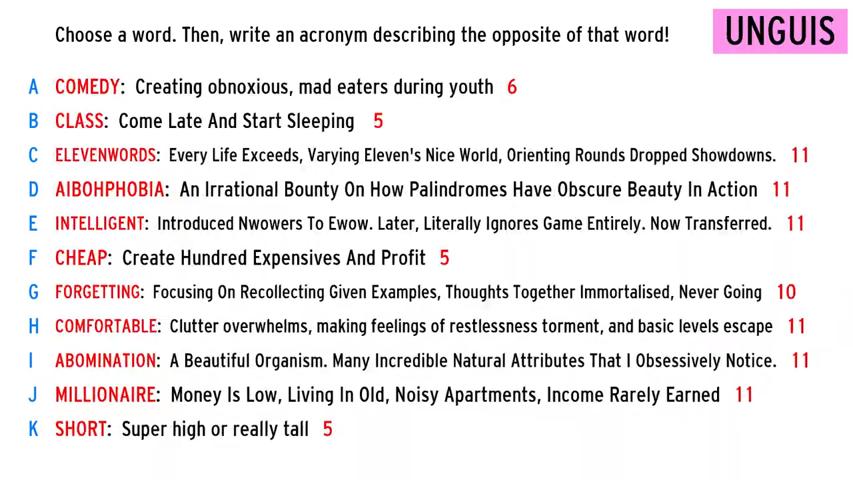 Choose a word. Then, write an acronym describing the opposite of that word!
UNGUIS
A COMEDY: Creating obnoxious, mad eaters during youth 6
B CLASS: Come Late And Start Sleeping 5
C ELEVENWORDS: Every Life Exceeds, Varying Eleven's Nice World, Orienting Rounds Dropped Showdowns. 11
D AIBOHPHOBIA: An Irrational Bounty On How Palindromes Have Obscure Beauty In Action 11
E INTELLIGENT: Introduced Nwowers To Ewow. Later, Literally Ignores Game Entirely. Now Transferred. 11
F CHEAP: Create Hundred Expensives And Profit 5
G FORGETTING: Focusing On Recollecting Given Examples, Thoughts Together Immortalised, Never Going 10
H COMFORTABLE: Clutter overwhelms, making feelings of restlessness torment, and basic levels escape 11
I ABOMINATION: A Beautiful Organism. Many Incredible Natural Attributes That I Obsessively Notice. 11
J MILLIONAIRE: Money Is Low, Living In Old, Noisy Apartments, Income Rarely Earned 11
K SHORT: Super high or really tall 5